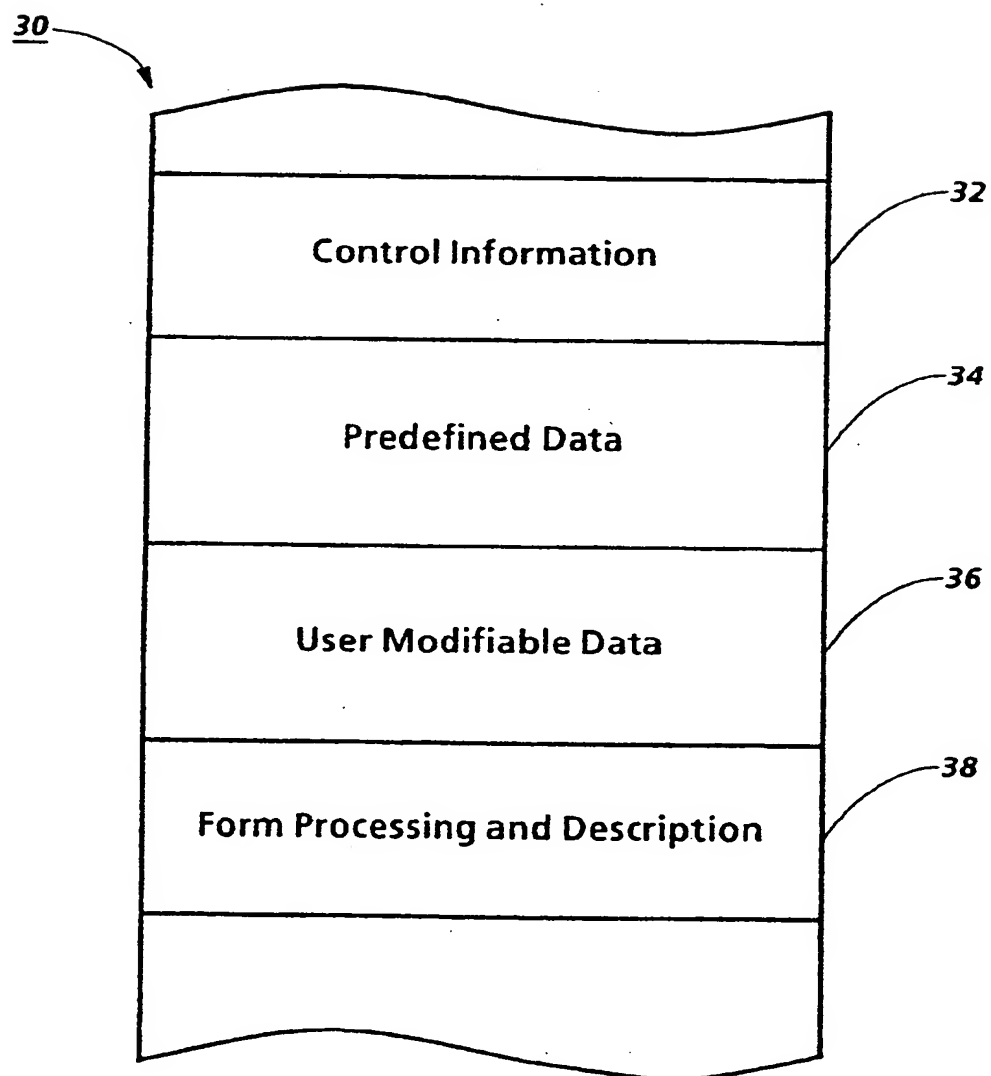 30
32
Control Information
34
Predefined Data
36
User Modifiable Data
38
Form Processing and Description